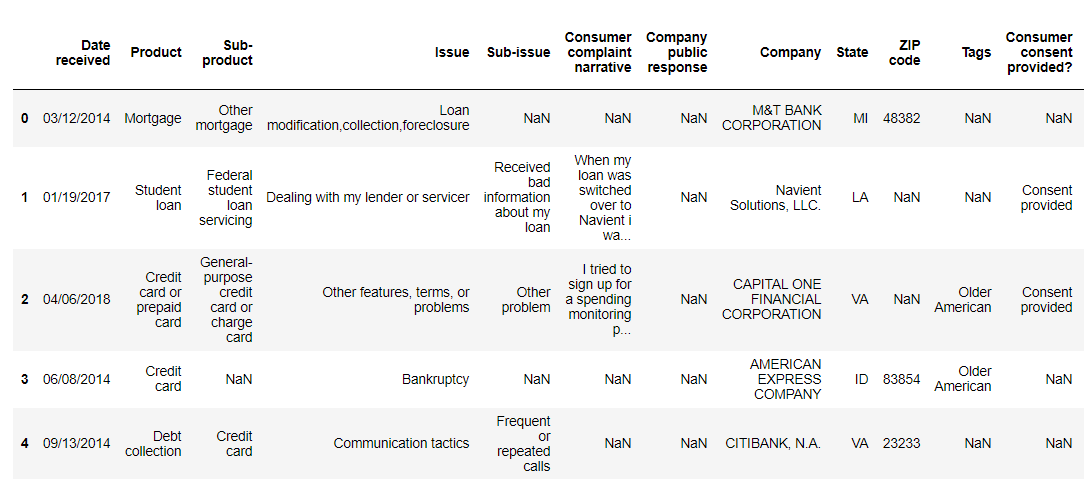 Date received Product Sub-product Issue Sub-issue Consumer complaint narrative Company public response Company State ZIP code Tags Consumer consent provided?
0 03/12/2014 Mortgage Other mortgage Loan modification,collection,foreclosure NaN NaN NaN M&T BANK CORPORATION MI 48382 NaN NaN
1 01/19/2017 Student loan Federal student loan servicing Dealing with my lender or servicer Received bad information about my loan When my loan was switched over to Navient i wa... NaN Navient Solutions, LLC. LA NaN NaN Consent provided
2 04/06/2018 Credit card or prepaid card General-purpose credit card or charge card Other features, terms, or problems Other problem I tried to sign up for a spending monitoring p... NaN CAPITAL ONE FINANCIAL CORPORATION VA NaN Older American Consent provided
3 06/08/2014 Credit card NaN Bankruptcy NaN NaN NaN AMERICAN EXPRESS COMPANY ID 83854 Older American NaN
4 09/13/2014 Debt collection Credit card Communication tactics Frequent or repeated calls NaN NaN CITIBANK, N.A. VA 23233 NaN NaN